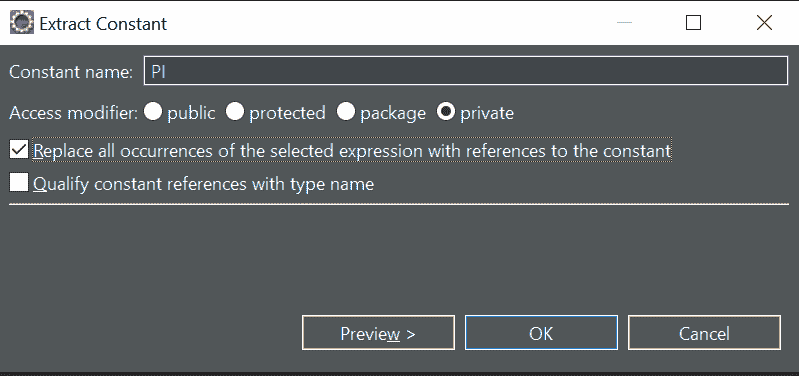 Extract Constant
Constant name: PI
Access modifier: public protected package private
Replace all occurrences of the selected expression with references to the constant
Qualify constant references with type name
Preview > OK Cancel